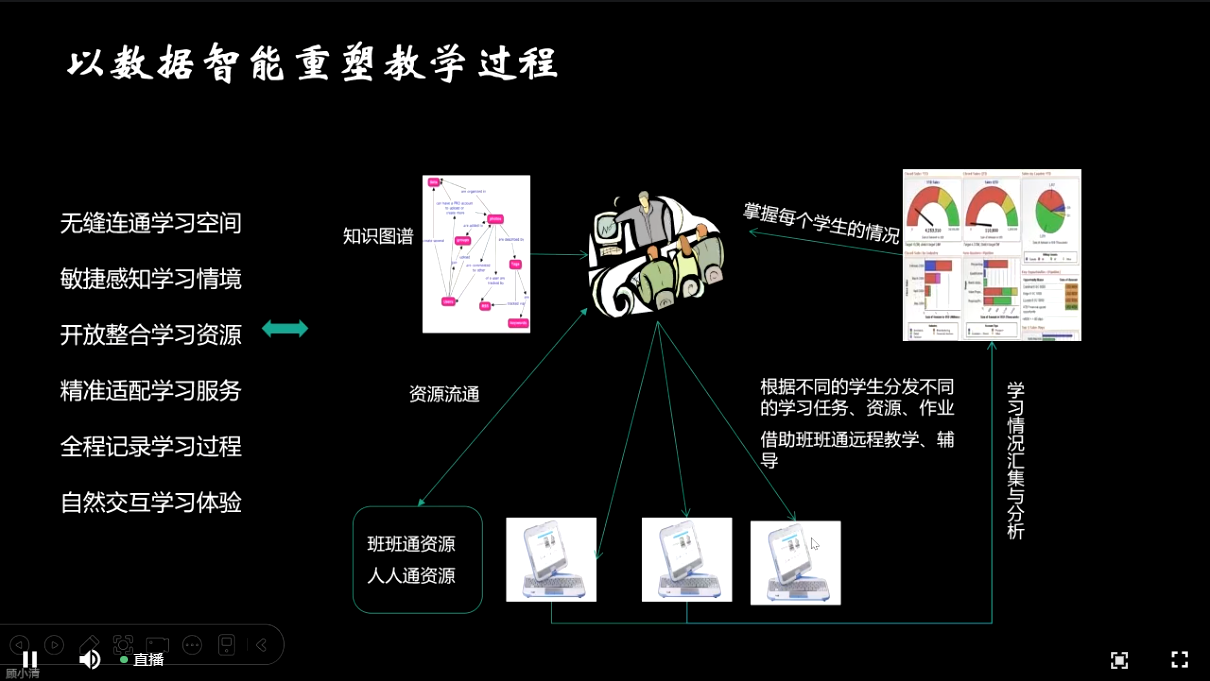 以数据智能重塑教学过程
无缝连通学习空间
敏捷感知学习情境
开放整合学习资源
精准适配学习服务
全程记录学习过程
自然交互学习体验
知识图谱
掌握每个学生的情况
资源流通
根据不同的学生分发不同
的学习任务、资源、作业
借助班班通远程教学、辅
导
学习情况汇集与分析
班班通资源
人人通资源
直播
顾小清